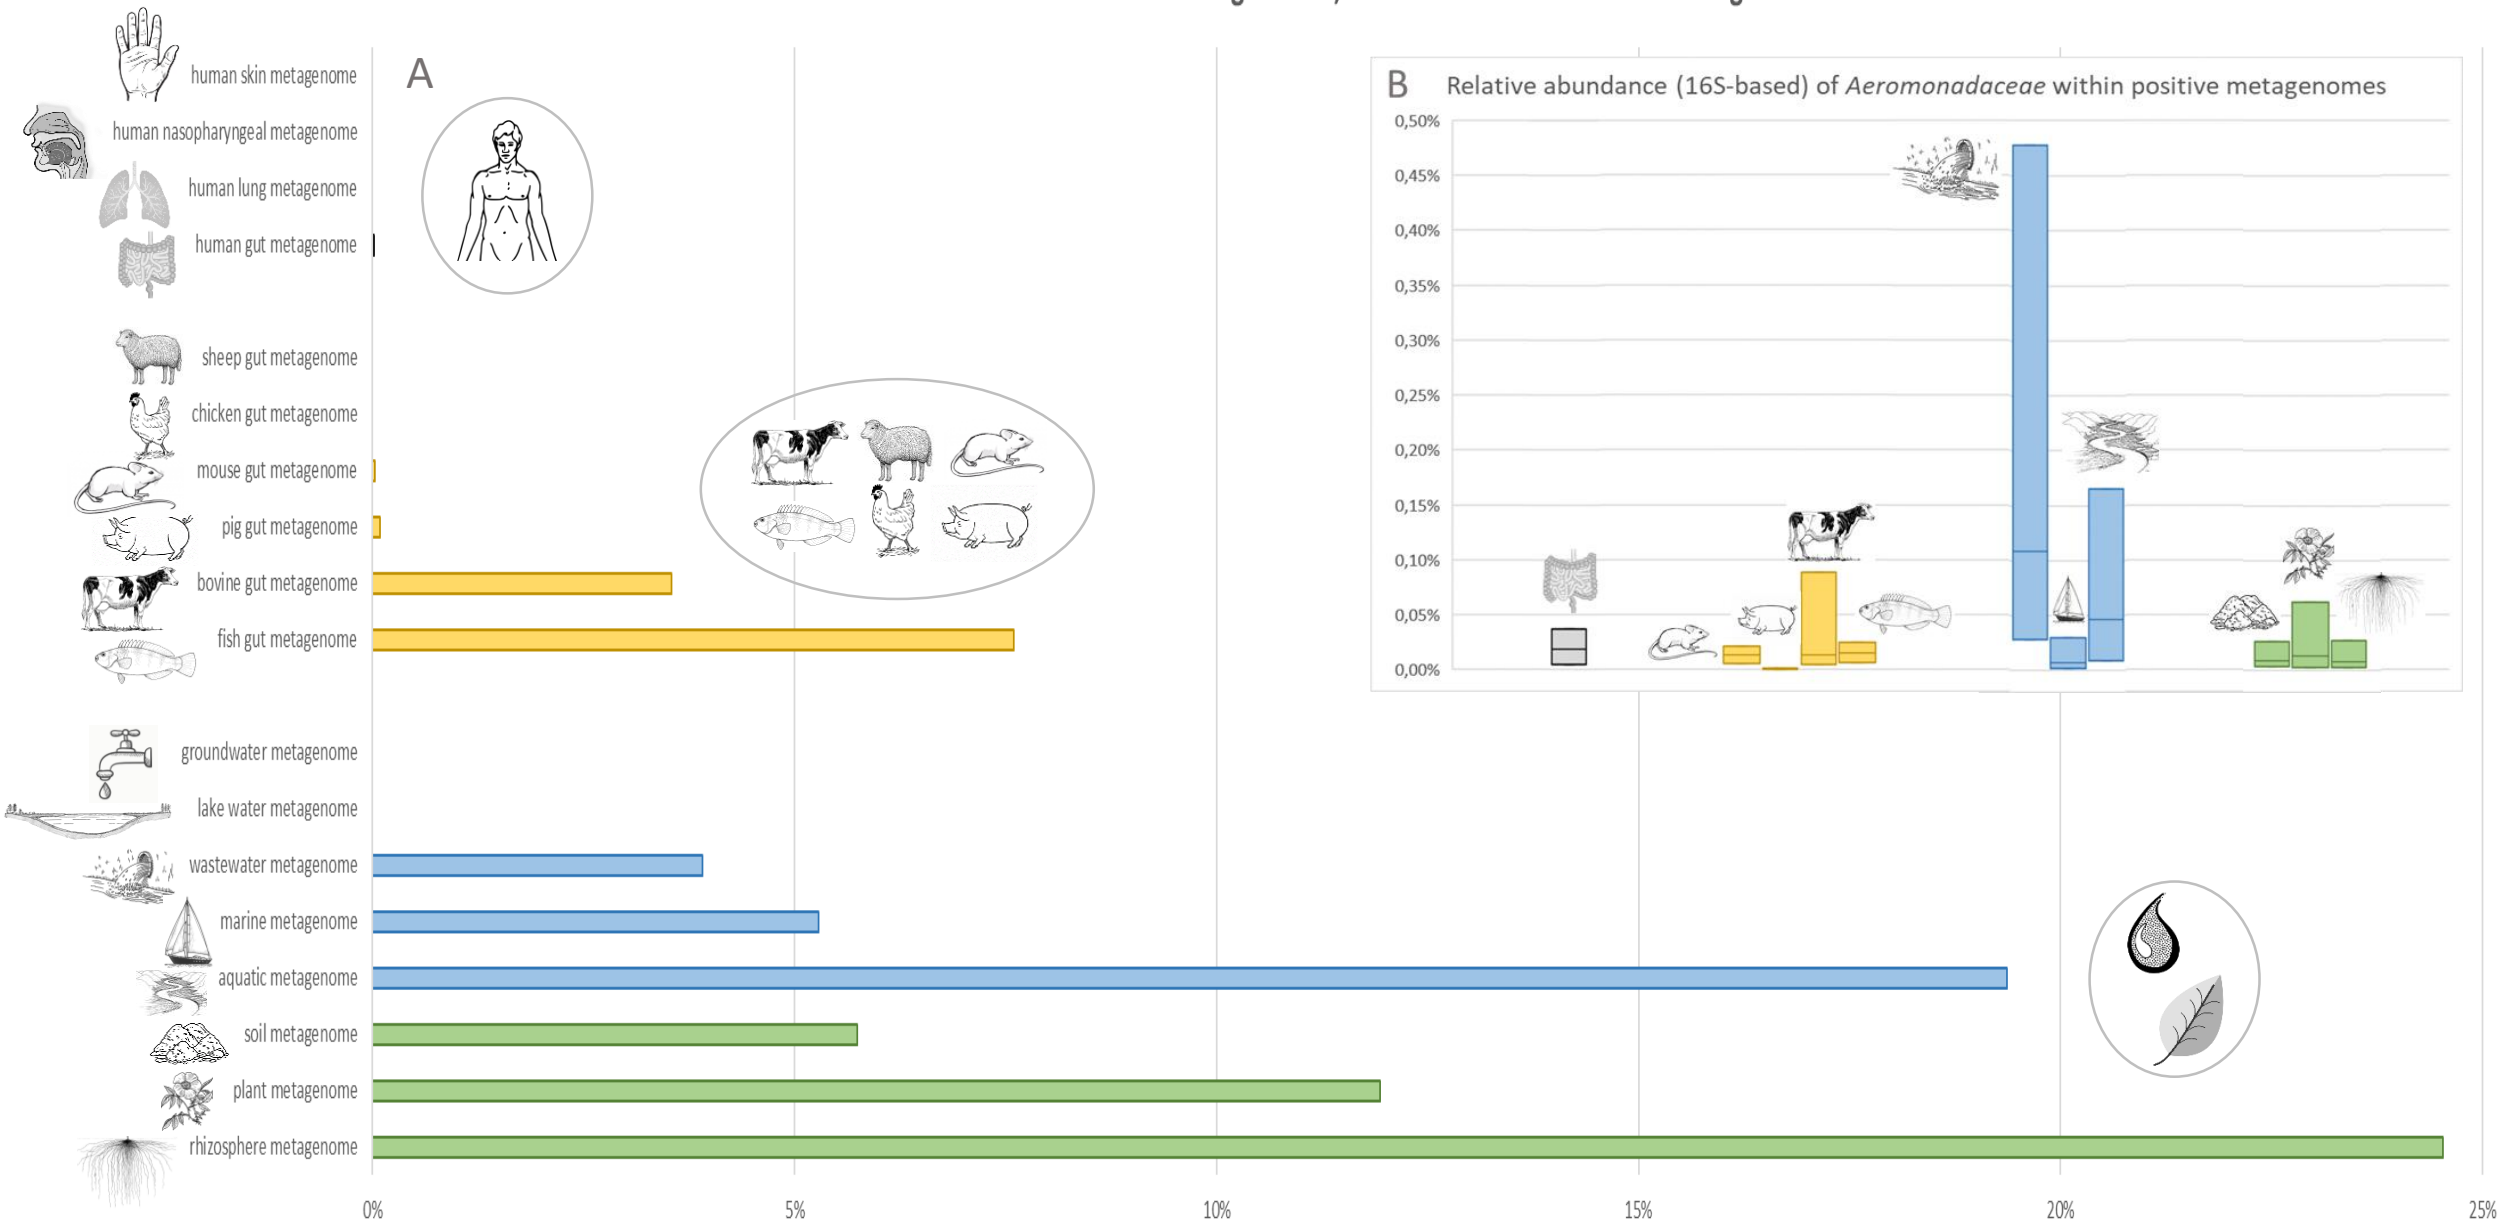 human skin metagenome
human nasopharyngeal metagenome
human lung metagenome
human gut metagenome
sheep gut metagenome
chicken gut metagenome
mouse gut metagenome
pig gut metagenome
bovine gut metagenome
fish gut metagenome
groundwater metagenome
lake water metagenome
wastewater metagenome
marine metagenome
aquatic metagenome
soil metagenome
plant metagenome
rhizosphere metagenome
0% 5% 10% 15% 20% 25%
A
B Relative abundance (16S-based) of Aeromonadaceae within positive metagenomes
0,50%
0,45%
0,40%
0,35%
0,30%
0,25%
0,20%
0,15%
0,10%
0,05%
0,00%